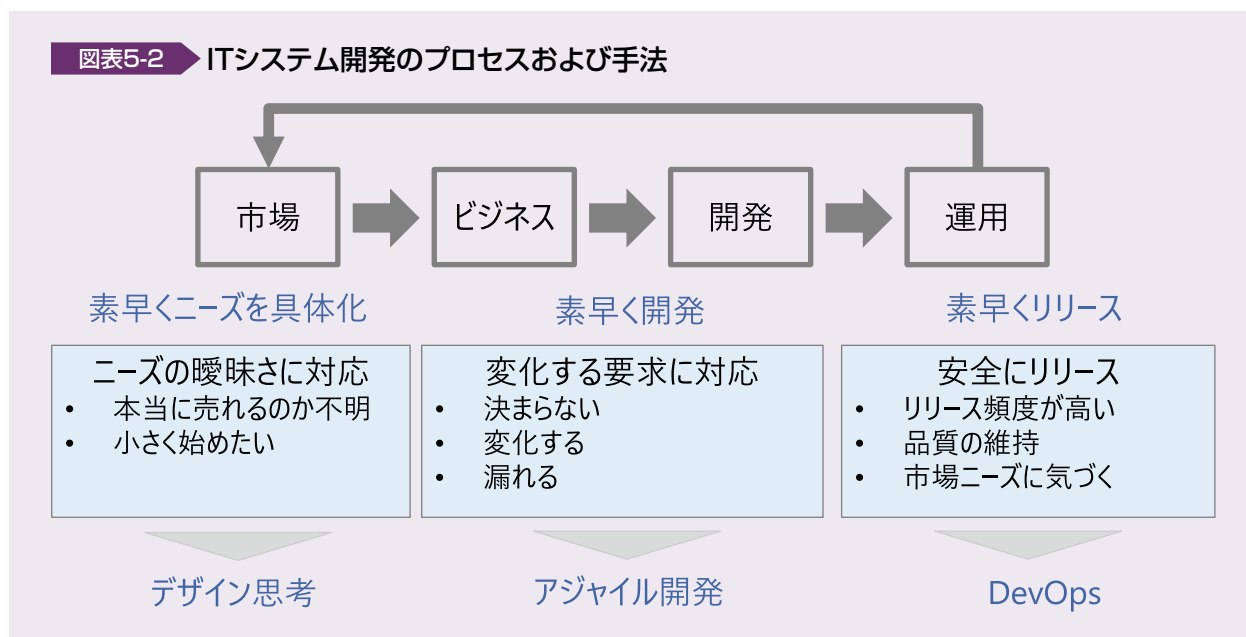 図表5-2 ITシステム開発のプロセスおよび手法
市場 ビジネス 開発 運用
素早くニーズを具体化 素早く開発 素早くリリース
ニーズの曖昧さに対応
• 本当に売れるのか不明
• 小さく始めたい
変化する要求に対応
• 決まらない
• 変化する
• 漏れる
安全にリリース
• リリース頻度が高い
• 品質の維持
• 市場ニーズに気づく
デザイン思考 アジャイル開発 DevOps